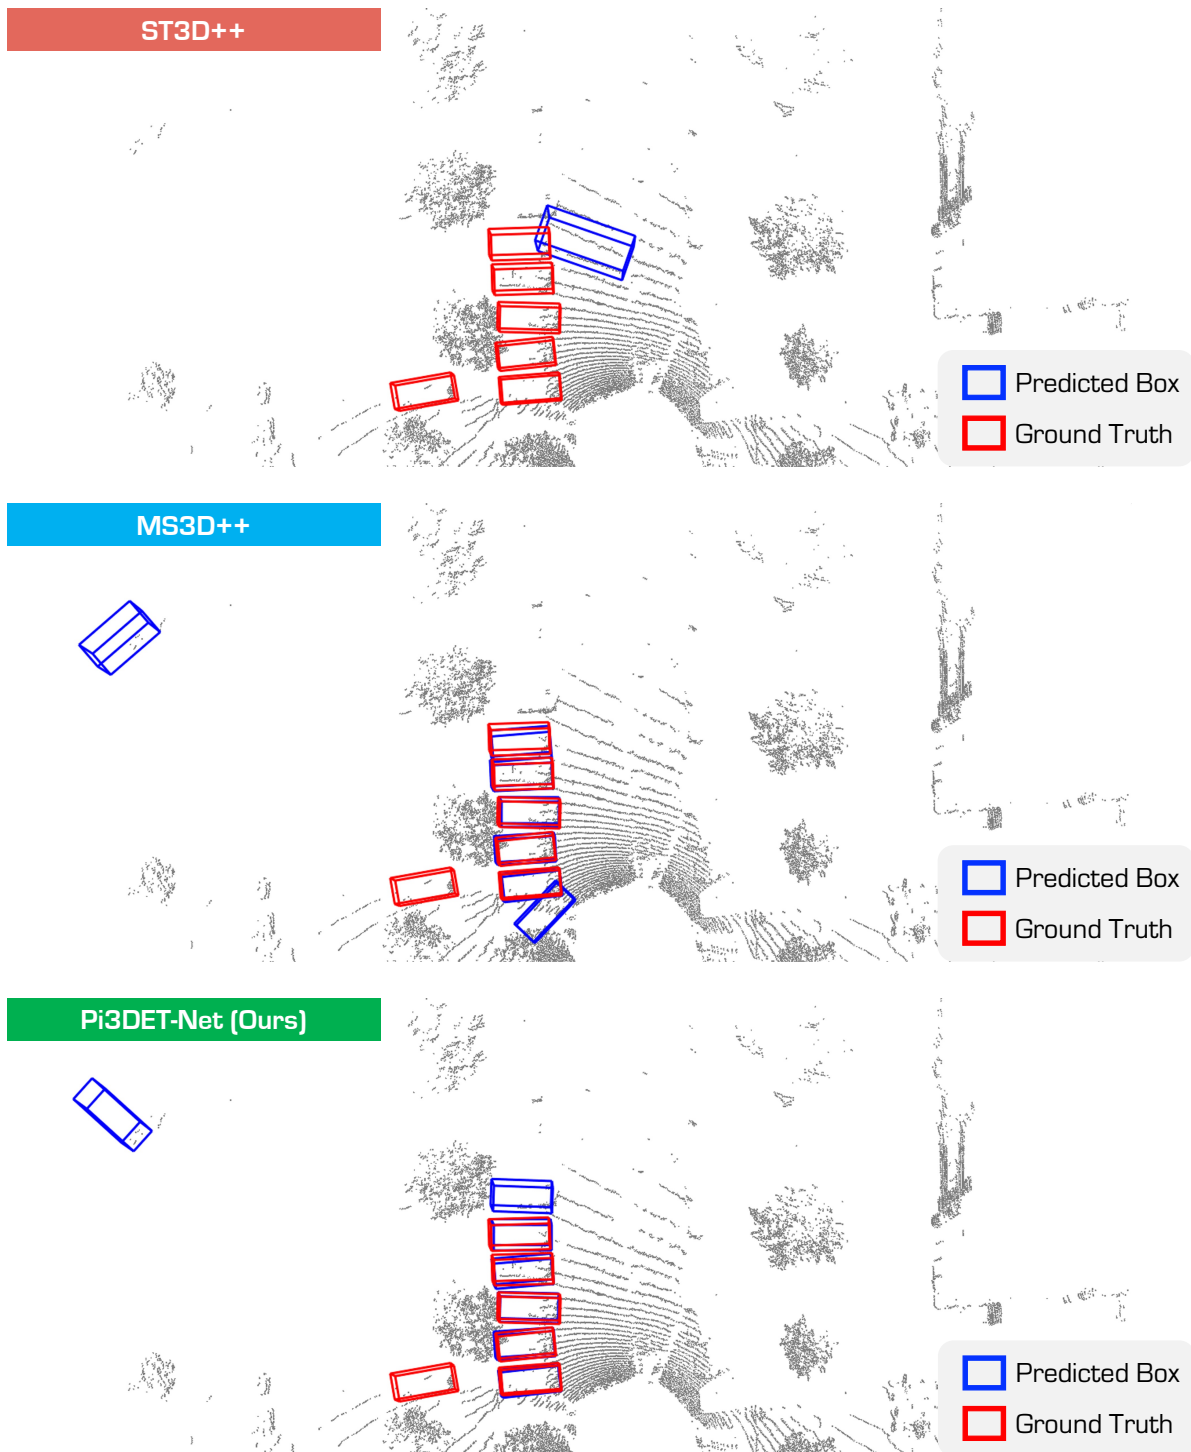 ST3D++
Predicted Box
Ground Truth
MS3D++
Predicted Box
Ground Truth
Pi3DET-Net (Ours)
Predicted Box
Ground Truth